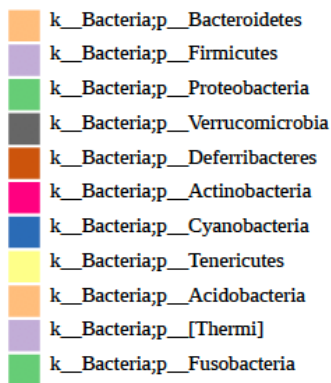 k__Bacteria;p__Bacteroidetes
k__Bacteria;p__Firmicutes
k__Bacteria;p__Proteobacteria
k__Bacteria;p__Verrucomicrobia
k__Bacteria;p__Deferribacteres
k__Bacteria;p__Actinobacteria
k__Bacteria;p__Cyanobacteria
k__Bacteria;p__Tenericutes
k__Bacteria;p__Acidobacteria
k__Bacteria;p__[Thermi]
k__Bacteria;p__Fusobacteria